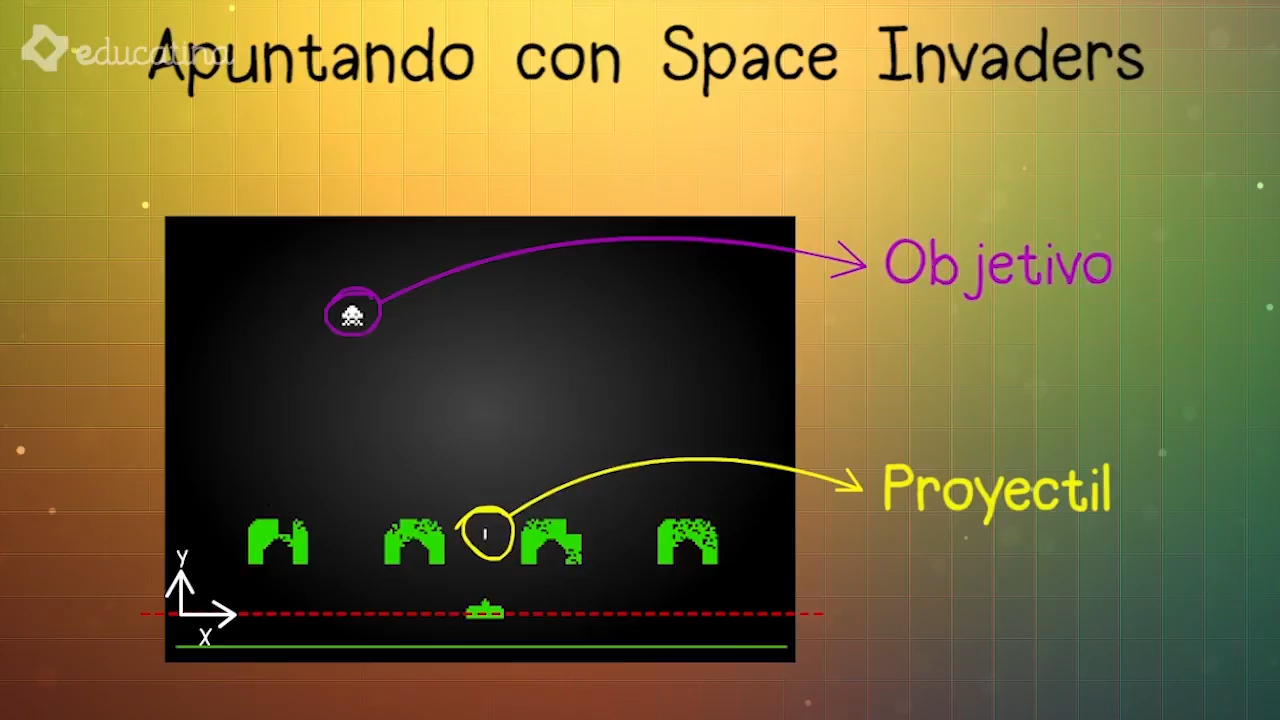 educatina
Apuntando con Space Invaders
Objetivo
Proyectil
y
x